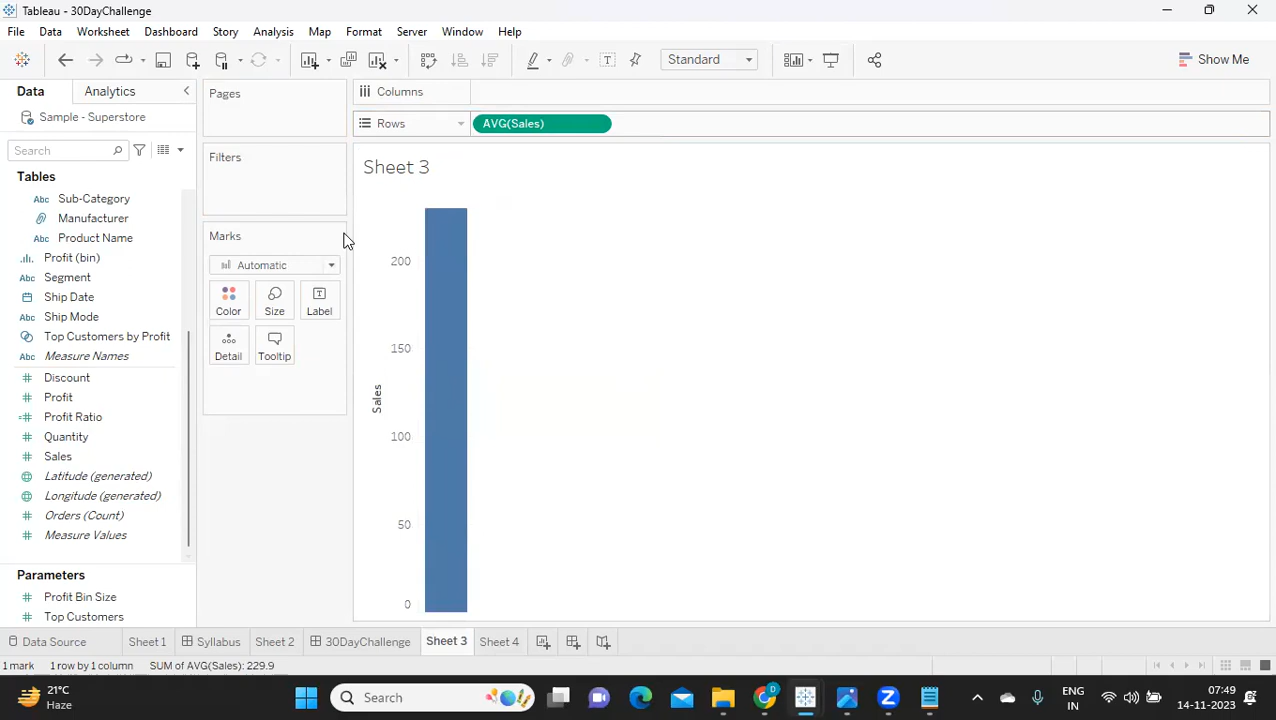 Tableau - 30DayChallenge
File Data Worksheet Dashboard Story Analysis Map Format Server Window Help
Standard
Show Me
Data Analytics
Sample - Superstore
Search
Tables
Abc Sub-Category
Manufacturer
Abc Product Name
Profit (bin)
Abc Segment
Ship Date
Abc Ship Mode
Top Customers by Profit
Abc Measure Names
Discount
Profit
Profit Ratio
Quantity
Sales
Latitude (generated)
Longitude (generated)
Orders (Count)
Measure Values
Parameters
Profit Bin Size
Top Customers
Pages
Filters
Marks
Automatic
Color Size Label
Detail Tooltip
Columns
Rows AVG(Sales)
Sheet 3
200
150
100
50
0
Sales
Data Source Sheet 1 Syllabus Sheet 2 30DayChallenge Sheet 3 Sheet 4
1 mark 1 row by 1 column SUM of AVG(Sales): 229.9
21°C
Haze
Search
ENG
IN
07:49
14-11-2023